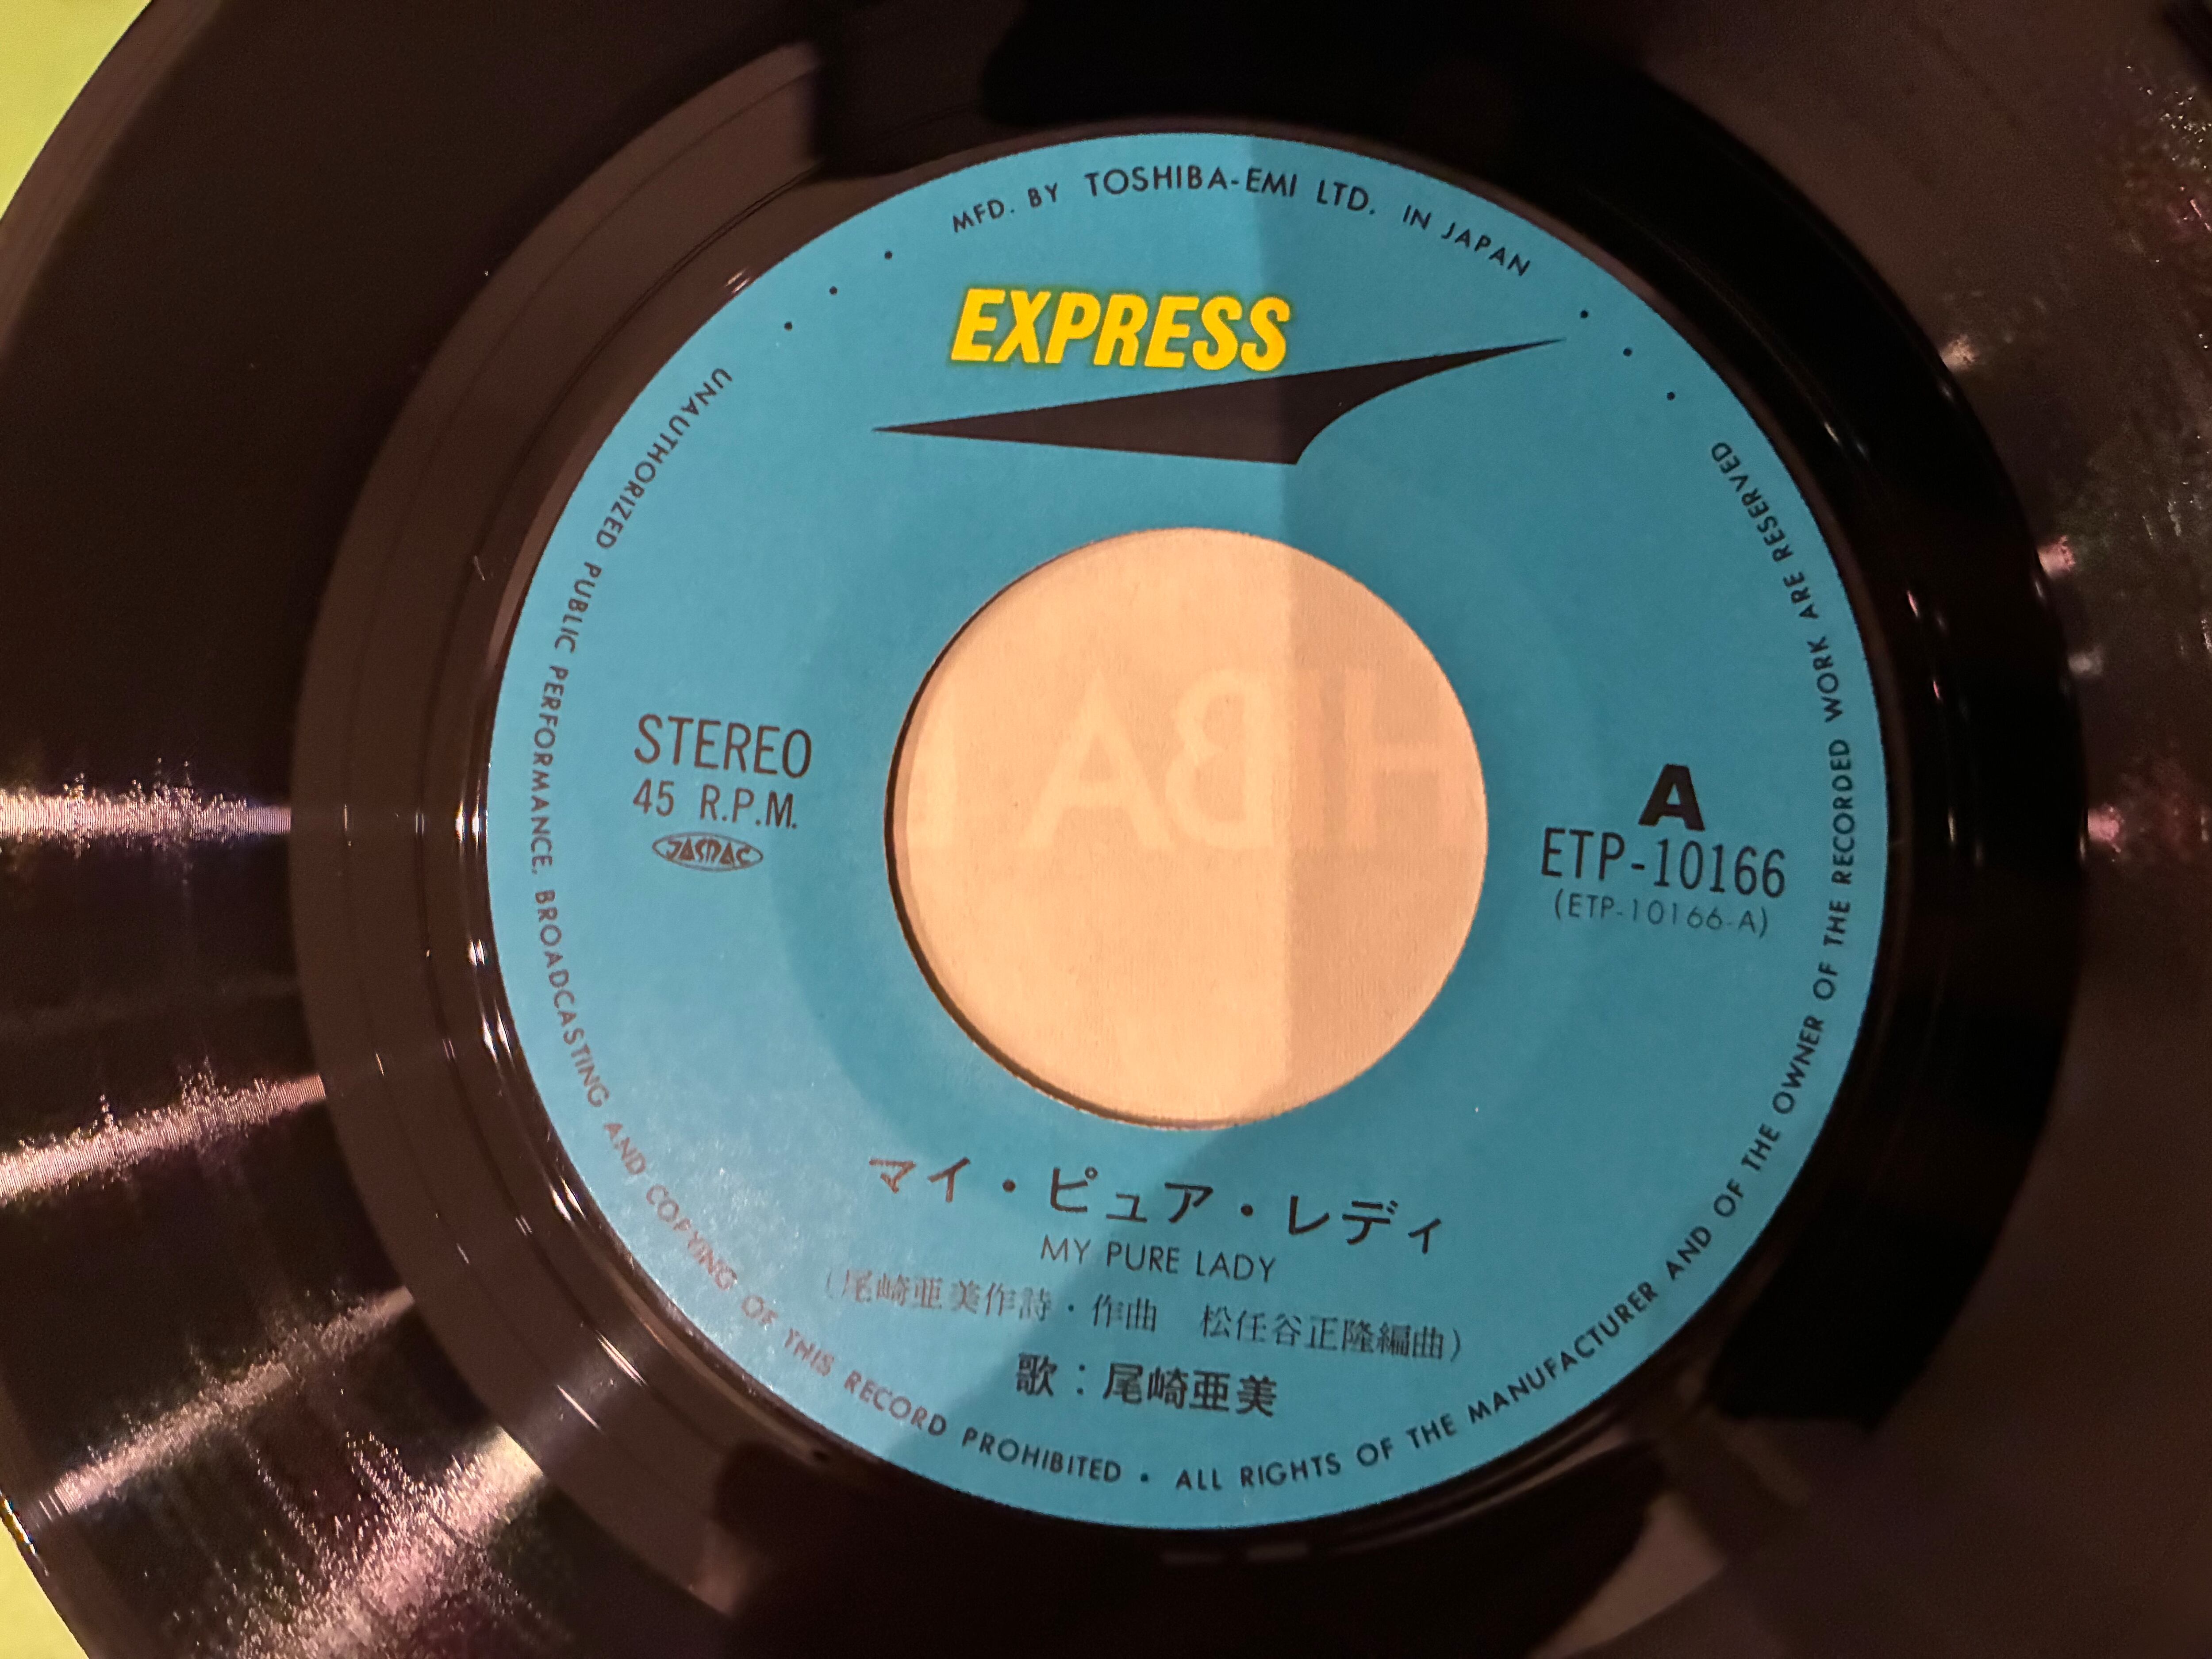 MFD. BY TOSHIBA-EMI LTD. IN JAPAN
EXPRESS
STEREO
45 R.P.M.
JASRAC
A
ETP-10166
(ETP-10166-A)
マイ・ピュア・レディ
MY PURE LADY
(尾崎亜美作詩・作曲 松任谷正隆編曲)
歌:尾崎亜美
UNAUTHORIZED PUBLIC PERFORMANCE, BROADCASTING AND COPYING OF THIS RECORD PROHIBITED • ALL RIGHTS OF THE MANUFACTURER AND OF THE OWNER OF THE RECORDED WORK ARE RESERVED